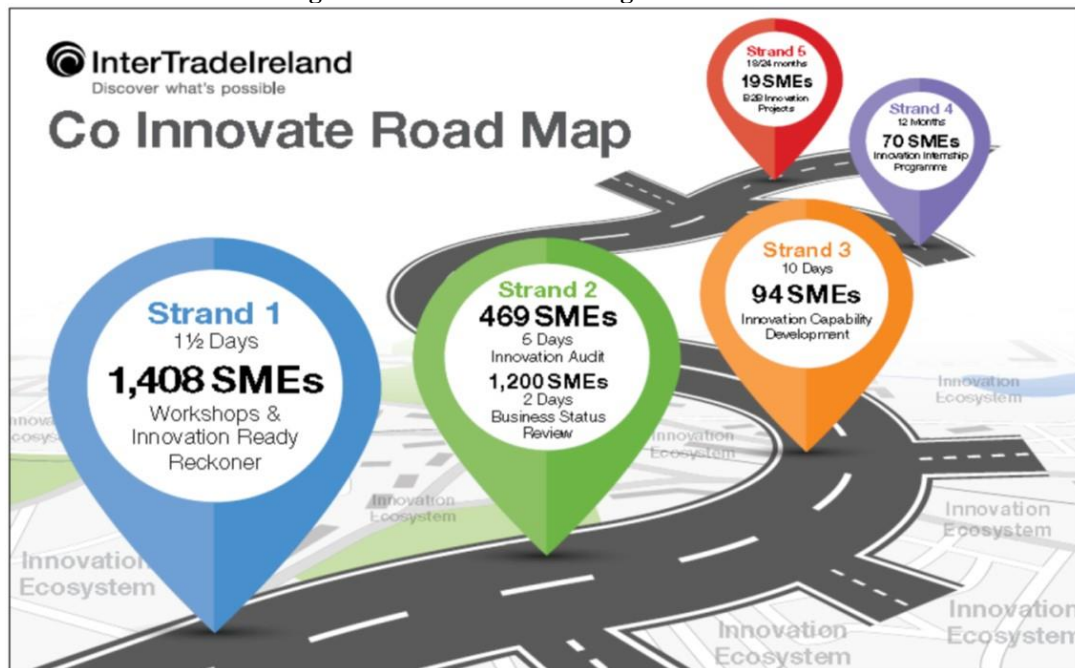 InterTradeIreland
Discover what's possible
Co Innovate Road Map
Strand 1
1½ Days
1,408 SMEs
Workshops &
Innovation Ready
Reckoner
Strand 2
469 SMEs
5 Days
Innovation Audit
1,200 SMEs
2 Days
Business Status
Review
Strand 3
10 Days
94 SMEs
Innovation Capability
Development
Strand 4
12 Months
70 SMEs
Innovation Internship
Programme
Strand 5
18/24 months
19 SMEs
B2B Innovation
Projects
Innovation
Ecosystem
Innovation
Ecosystem
Innovation
Ecosystem
Innovation
Ecosystem
Innovation
Ecosystem
Innovation
Ecosystem
Innovation
Ecosystem